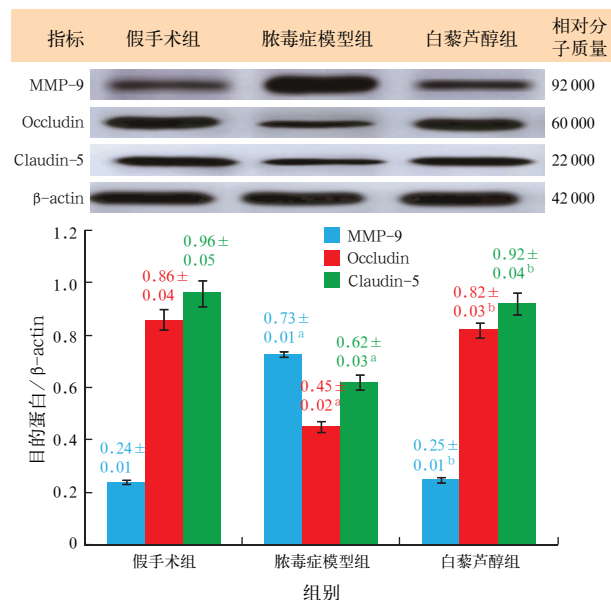 指标 假手术组 脓毒症模型组 白藜芦醇组 相对分
子质量
MMP-9 92 000
Occludin 60 000
Claudin-5 22 000
β-actin 42 000
1.2
1.0
0.8
0.6
0.4
0.2
0
目的蛋白/β-actin
MMP-9
Occludin
Claudin-5
0.24±
0.01
0.86±
0.04
0.96±
0.05
0.73±
0.01a
0.45±
0.02a
0.62±
0.03a
0.25±
0.01b
0.82±
0.03b
0.92±
0.04b
假手术组 脓毒症模型组 白藜芦醇组
组别